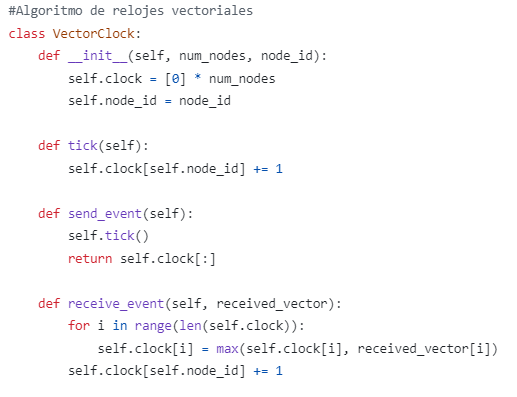 #Algoritmo de relojes vectoriales
class VectorClock:
    def __init__(self, num_nodes, node_id):
        self.clock = [0] * num_nodes
        self.node_id = node_id

    def tick(self):
        self.clock[self.node_id] += 1

    def send_event(self):
        self.tick()
        return self.clock[:]

    def receive_event(self, received_vector):
        for i in range(len(self.clock)):
            self.clock[i] = max(self.clock[i], received_vector[i])
        self.clock[self.node_id] += 1